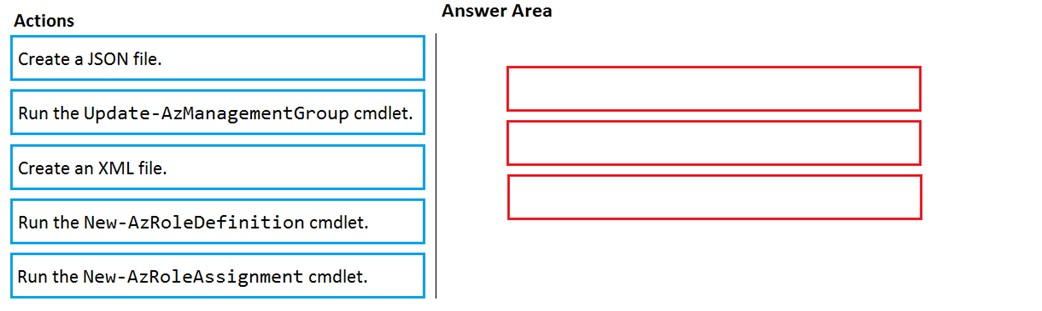 Actions
Create a JSON file.
Run the Update-AzManagementGroup cmdlet.
Create an XML file.
Run the New-AzRoleDefinition cmdlet.
Run the New-AzRoleAssignment cmdlet.
Answer Area